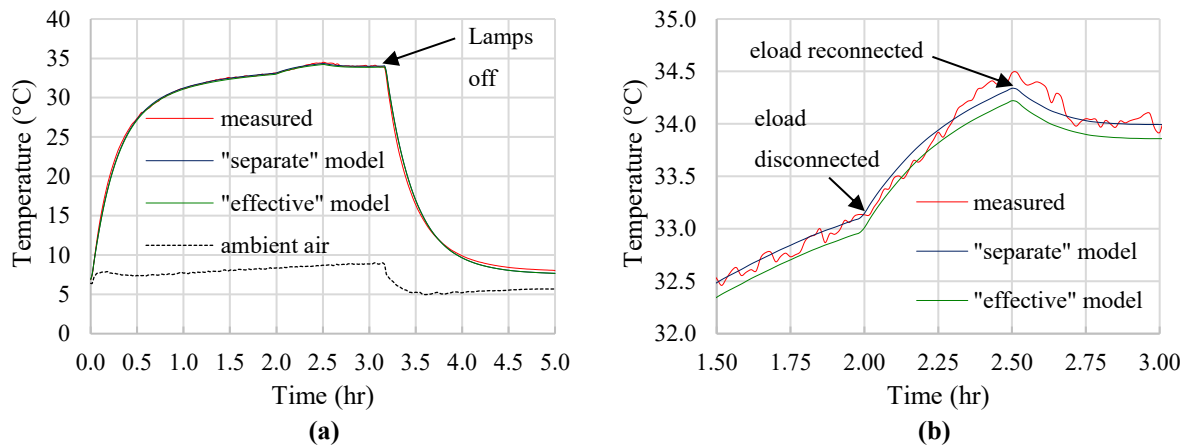 40
35
30
25
20
15
10
5
0
Temperature (°C)
Lamps
off
measured
"separate" model
"effective" model
ambient air
0.0 0.5 1.0 1.5 2.0 2.5 3.0 3.5 4.0 4.5 5.0
Time (hr)
(a)
35.0
34.5
34.0
33.5
33.0
32.5
32.0
Temperature (°C)
eload reconnected
eload
disconnected
measured
"separate" model
"effective" model
1.50 1.75 2.00 2.25 2.50 2.75 3.00
Time (hr)
(b)